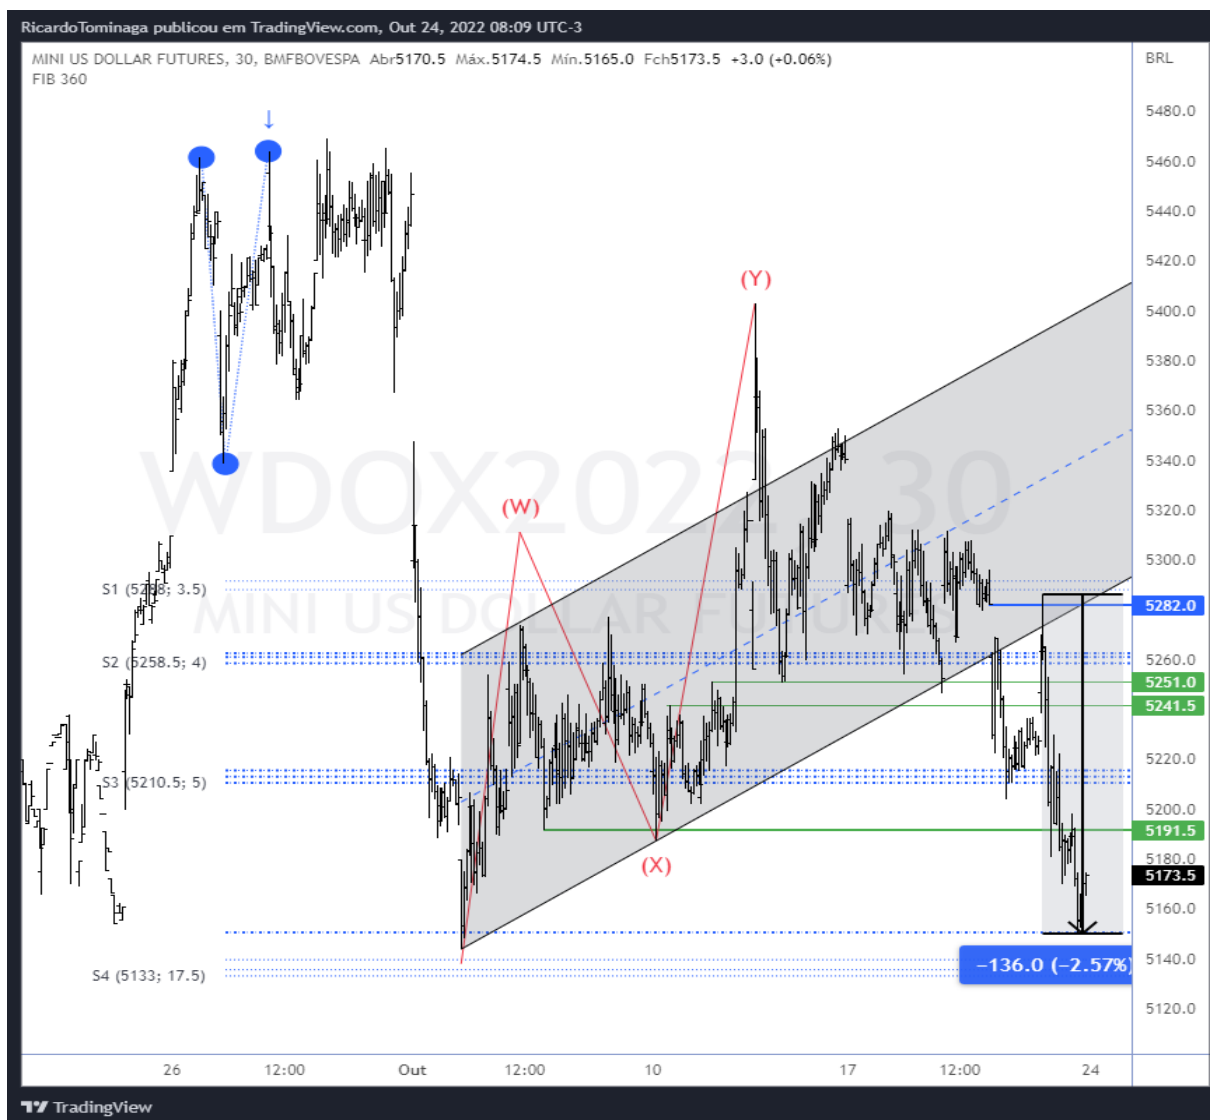 RicardoTominaga publicou em TradingView.com, Out 24, 2022 08:09 UTC-3
MINI US DOLLAR FUTURES, 30, BMFBOVESPA Abr5170.5 Máx.5174.5 Mín.5165.0 Fch5173.5 +3.0 (+0.06%)
FIB 360
BRL
5480.0
5460.0
5440.0
5420.0
5400.0
5380.0
5360.0
5340.0
5320.0
5300.0
5282.0
5260.0
5251.0
5241.5
5220.0
5200.0
5191.5
5180.0
5173.5
5160.0
5140.0
5120.0
↓
(Y)
(W)
(X)
WDOX2022, 30
MINI US DOLLAR FUTURES
S1 (5288; 3.5)
S2 (5258.5; 4)
S3 (5210.5; 5)
S4 (5133; 17.5)
−136.0 (−2.57%)
26 12:00 Out 12:00 10 17 12:00 24
TradingView